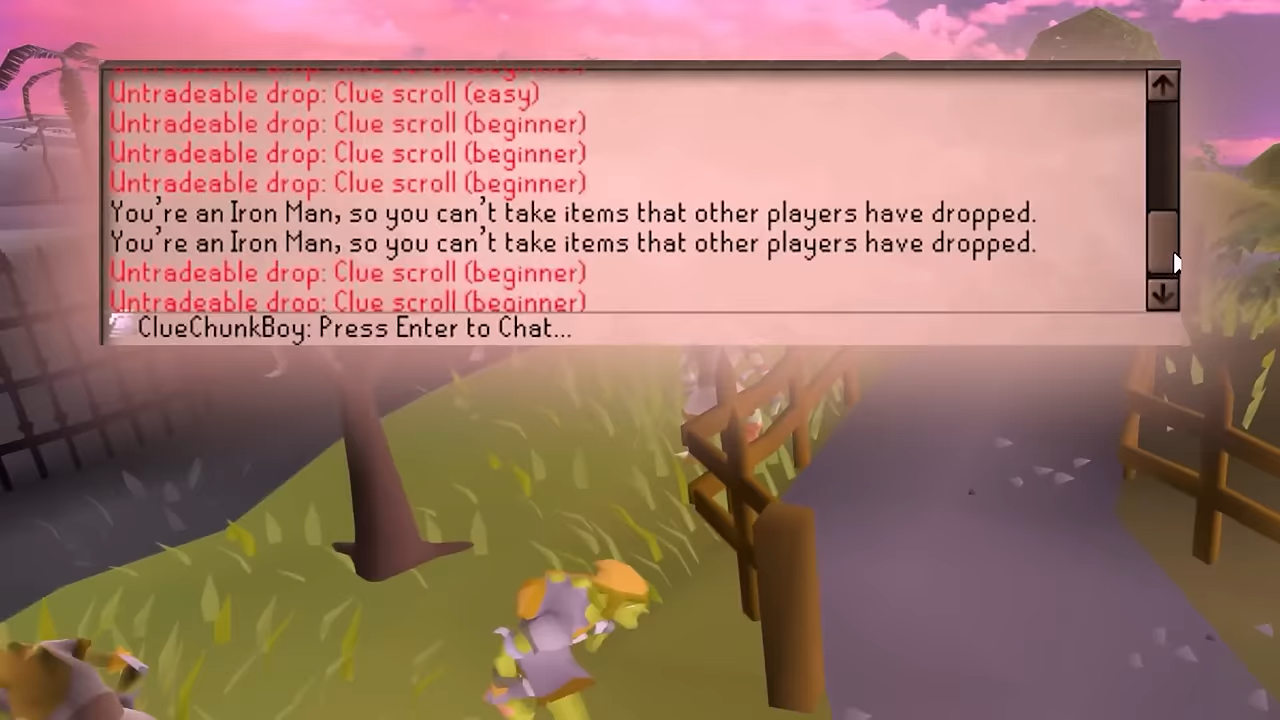 Untradeable drop: Clue scroll (easy)
Untradeable drop: Clue scroll (beginner)
Untradeable drop: Clue scroll (beginner)
Untradeable drop: Clue scroll (beginner)
You're an Iron Man, so you can't take items that other players have dropped.
You're an Iron Man, so you can't take items that other players have dropped.
Untradeable drop: Clue scroll (beginner)
Untradeable drop: Clue scroll (beginner)
ClueChunkBoy: Press Enter to Chat...